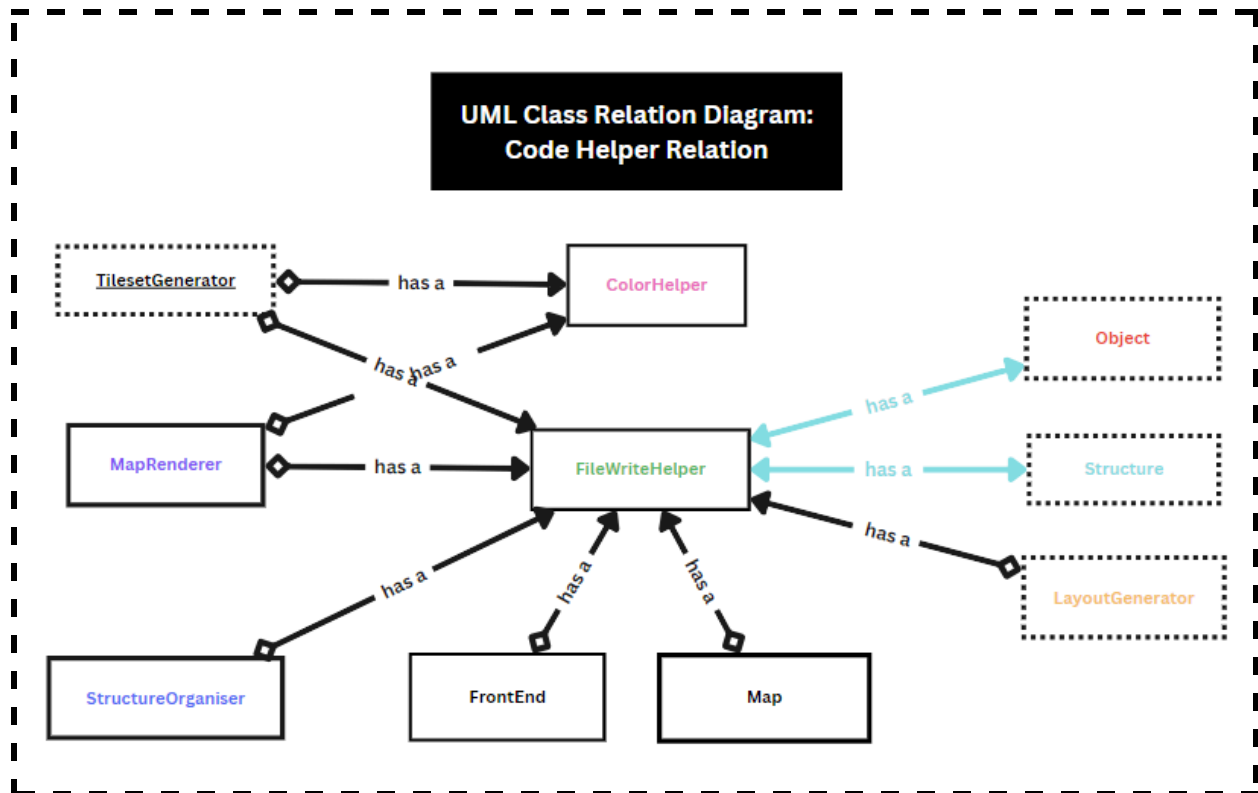 UML Class Relation Diagram:
Code Helper Relation
TilesetGenerator
has a
ColorHelper
Object
has a
has a
has a
MapRenderer
has a
FileWriteHelper
has a
Structure
has a
has a
has a
has a
LayoutGenerator
StructureOrganiser
FrontEnd
Map